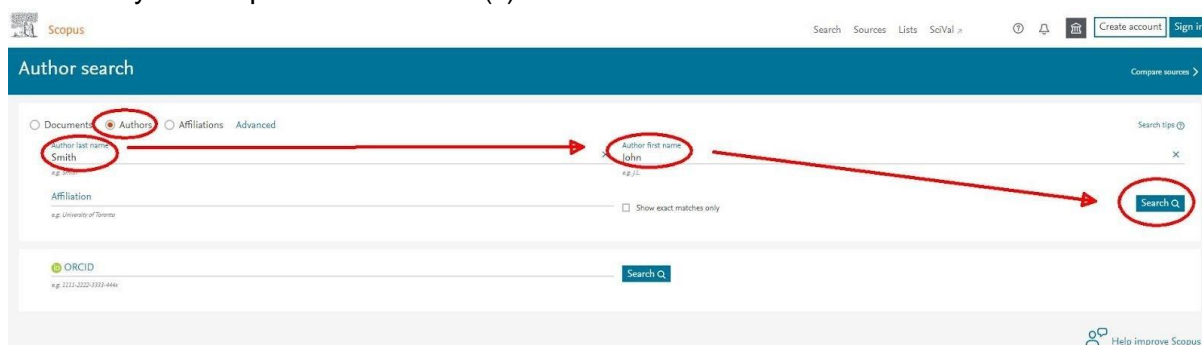 Scopus
Search Sources Lists SciVal
Create account
Sign in
Author search
Compare sources
Documents Authors Affiliations Advanced
Search tips
Author last name
Smith
Author first name
John
e.g. J.L.
Affiliation
e.g. University of Toronto
Show exact matches only
Search
ORCID
e.g. 1111-2222-3333-444x
Search
Help improve Scopus